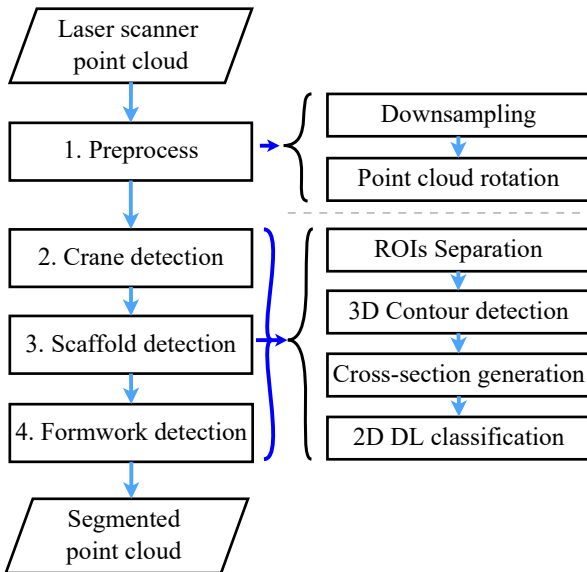 Laser scanner
point cloud
1. Preprocess
Downsampling
Point cloud rotation
2. Crane detection
3. Scaffold detection
4. Formwork detection
ROIs Separation
3D Contour detection
Cross-section generation
2D DL classification
Segmented
point cloud